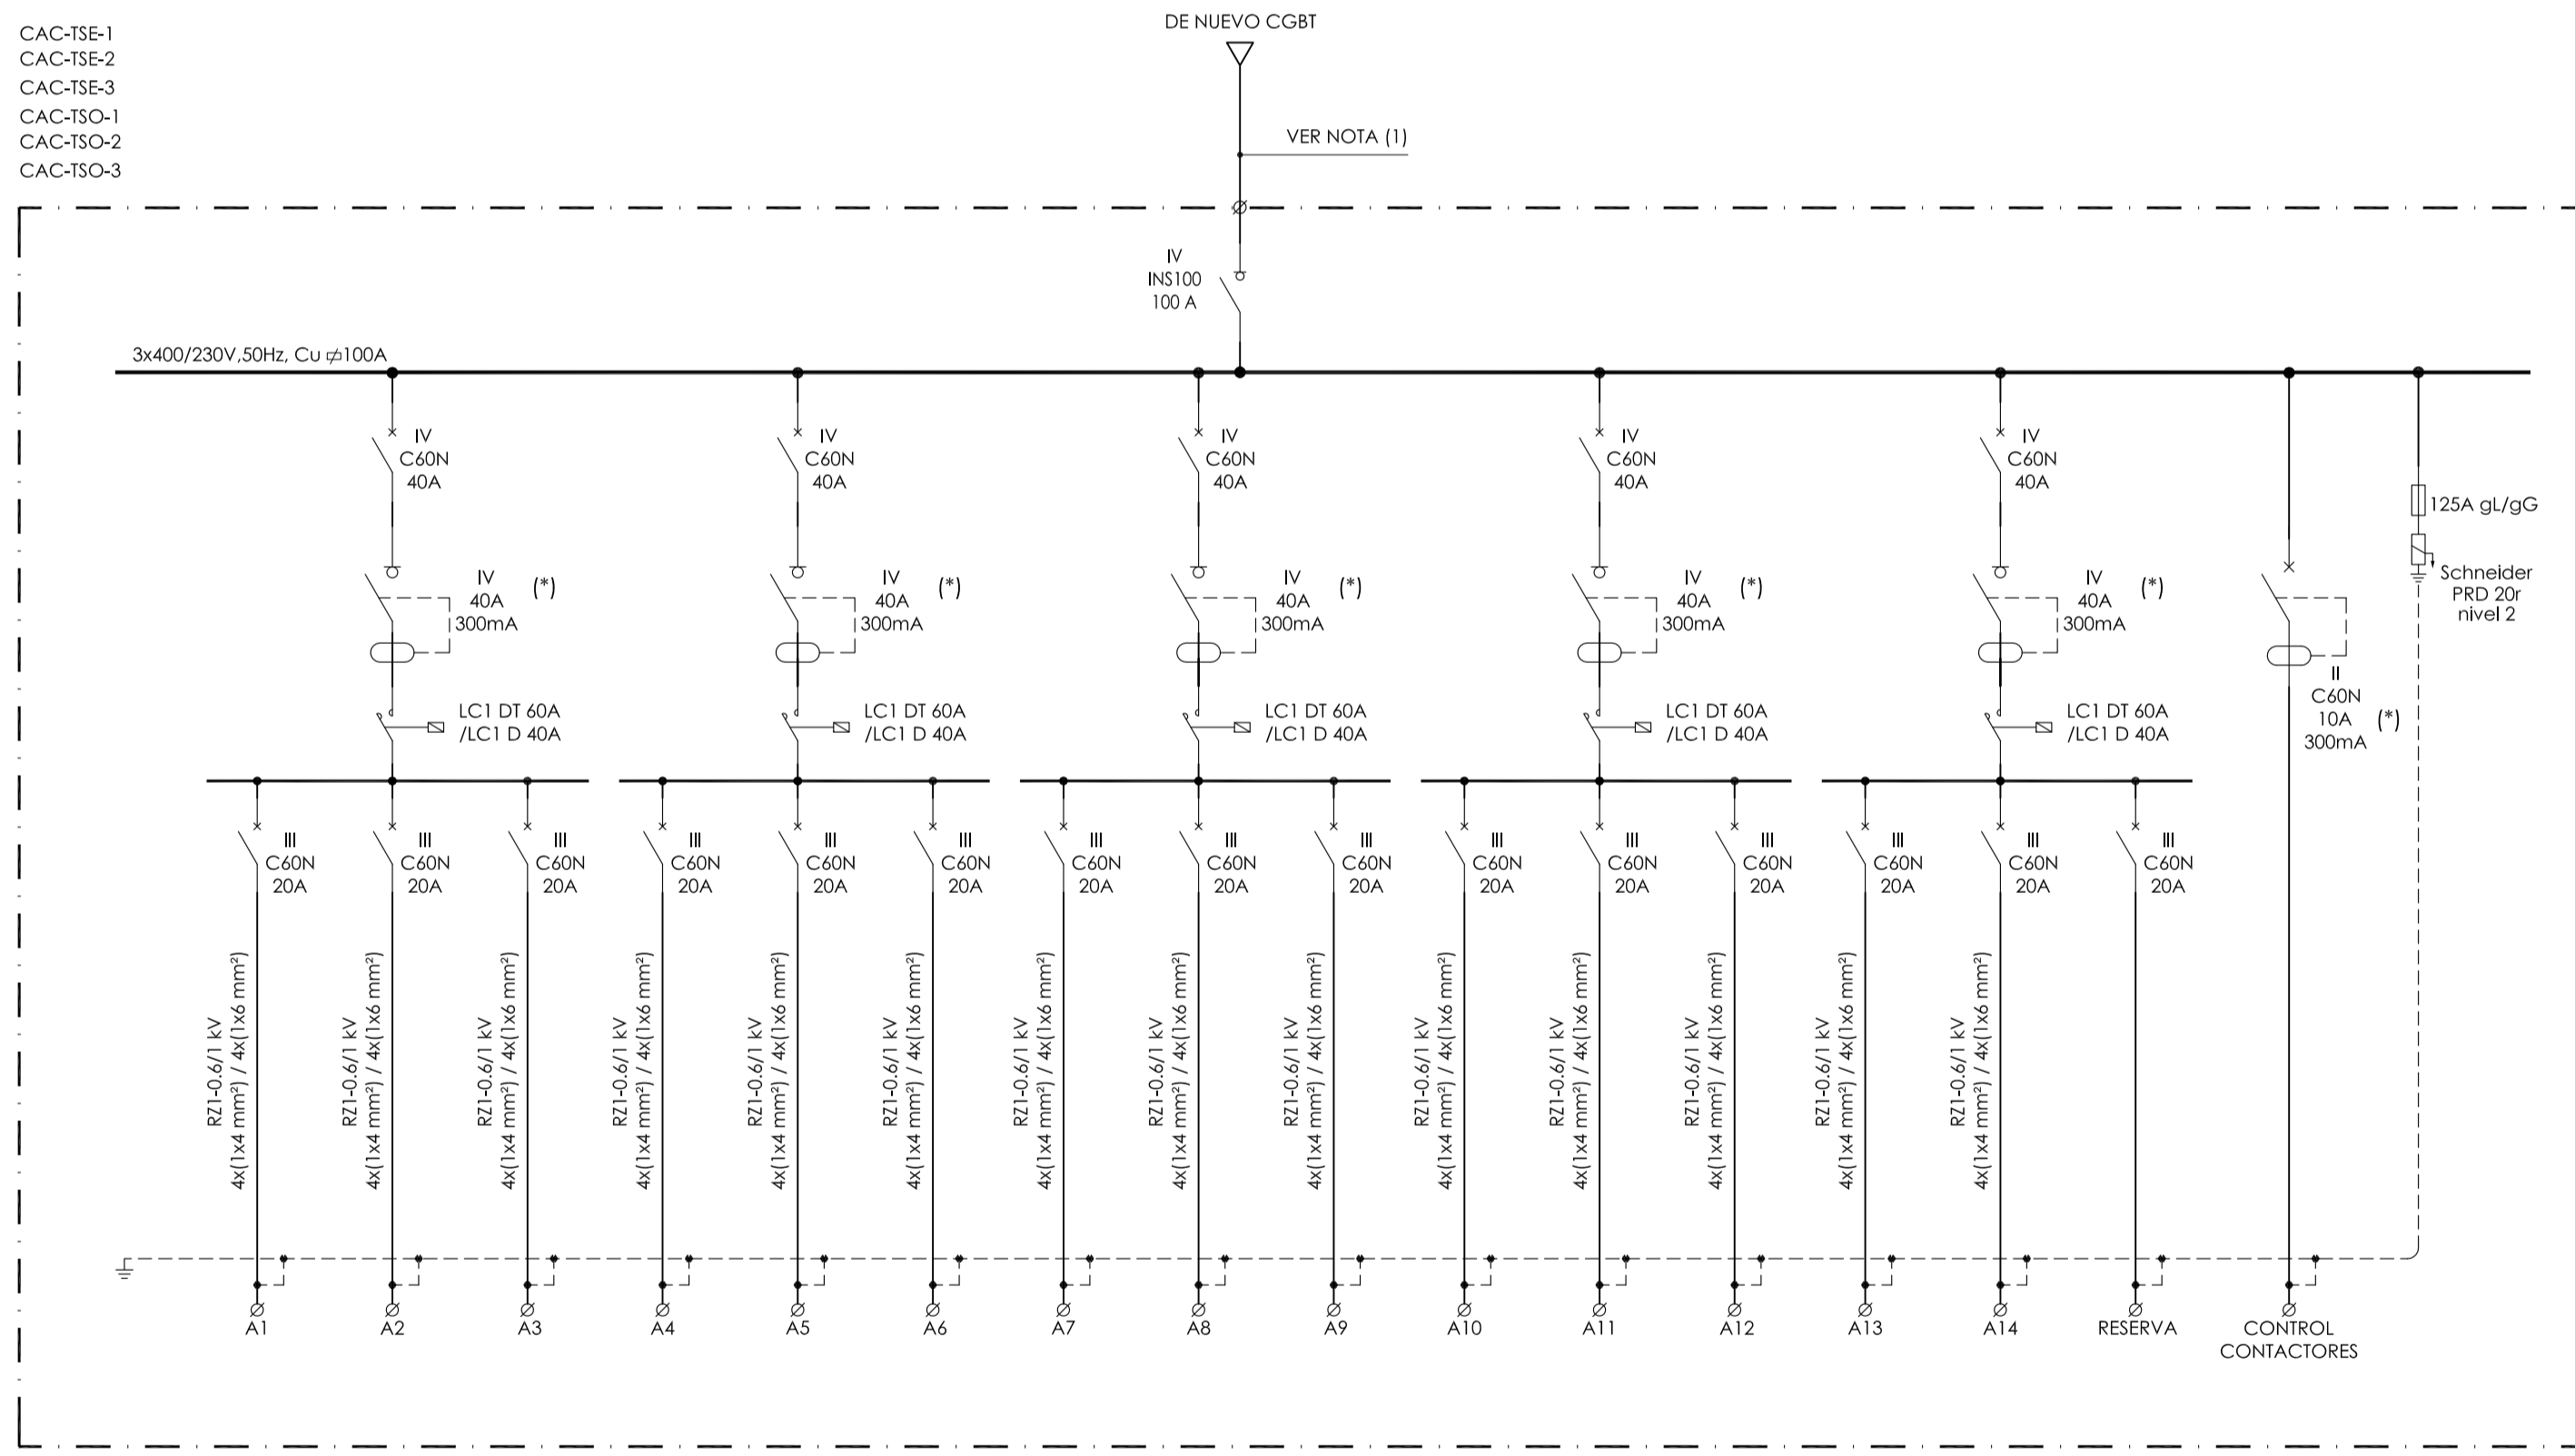 DE NUEVO CGBT
CAC-TSE-1
CAC-TSE-2
CAC-TSE-3
CAC-TSO-1
CAC-TSO-2
CAC-TSO-3
VER NOTA (1)
IV
INS100
100 A
3x400/230V,50Hz, Cu ▱100A
IV
C60N
40A
IV
C60N
40A
IV
C60N
40A
IV
C60N
40A
IV
C60N
40A
125A gL/gG
Schneider
PRD 20r
nivel 2
IV
40A
300mA
(*)
IV
40A
300mA
(*)
IV
40A
300mA
(*)
IV
40A
300mA
(*)
IV
40A
300mA
(*)
II
C60N
10A
300mA
(*)
LC1 DT 60A
/LC1 D 40A
LC1 DT 60A
/LC1 D 40A
LC1 DT 60A
/LC1 D 40A
LC1 DT 60A
/LC1 D 40A
LC1 DT 60A
/LC1 D 40A
III
C60N
20A
III
C60N
20A
III
C60N
20A
III
C60N
20A
III
C60N
20A
III
C60N
20A
III
C60N
20A
III
C60N
20A
III
C60N
20A
III
C60N
20A
III
C60N
20A
III
C60N
20A
III
C60N
20A
III
C60N
20A
III
C60N
20A
RZ1-0.6/1 kV
4x(1x4 mm²) / 4x(1x6 mm²)
RZ1-0.6/1 kV
4x(1x4 mm²) / 4x(1x6 mm²)
RZ1-0.6/1 kV
4x(1x4 mm²) / 4x(1x6 mm²)
RZ1-0.6/1 kV
4x(1x4 mm²) / 4x(1x6 mm²)
RZ1-0.6/1 kV
4x(1x4 mm²) / 4x(1x6 mm²)
RZ1-0.6/1 kV
4x(1x4 mm²) / 4x(1x6 mm²)
RZ1-0.6/1 kV
4x(1x4 mm²) / 4x(1x6 mm²)
RZ1-0.6/1 kV
4x(1x4 mm²) / 4x(1x6 mm²)
RZ1-0.6/1 kV
4x(1x4 mm²) / 4x(1x6 mm²)
RZ1-0.6/1 kV
4x(1x4 mm²) / 4x(1x6 mm²)
RZ1-0.6/1 kV
4x(1x4 mm²) / 4x(1x6 mm²)
RZ1-0.6/1 kV
4x(1x4 mm²) / 4x(1x6 mm²)
RZ1-0.6/1 kV
4x(1x4 mm²) / 4x(1x6 mm²)
RZ1-0.6/1 kV
4x(1x4 mm²) / 4x(1x6 mm²)
A1
A2
A3
A4
A5
A6
A7
A8
A9
A10
A11
A12
A13
A14
RESERVA
CONTROL
CONTACTORES